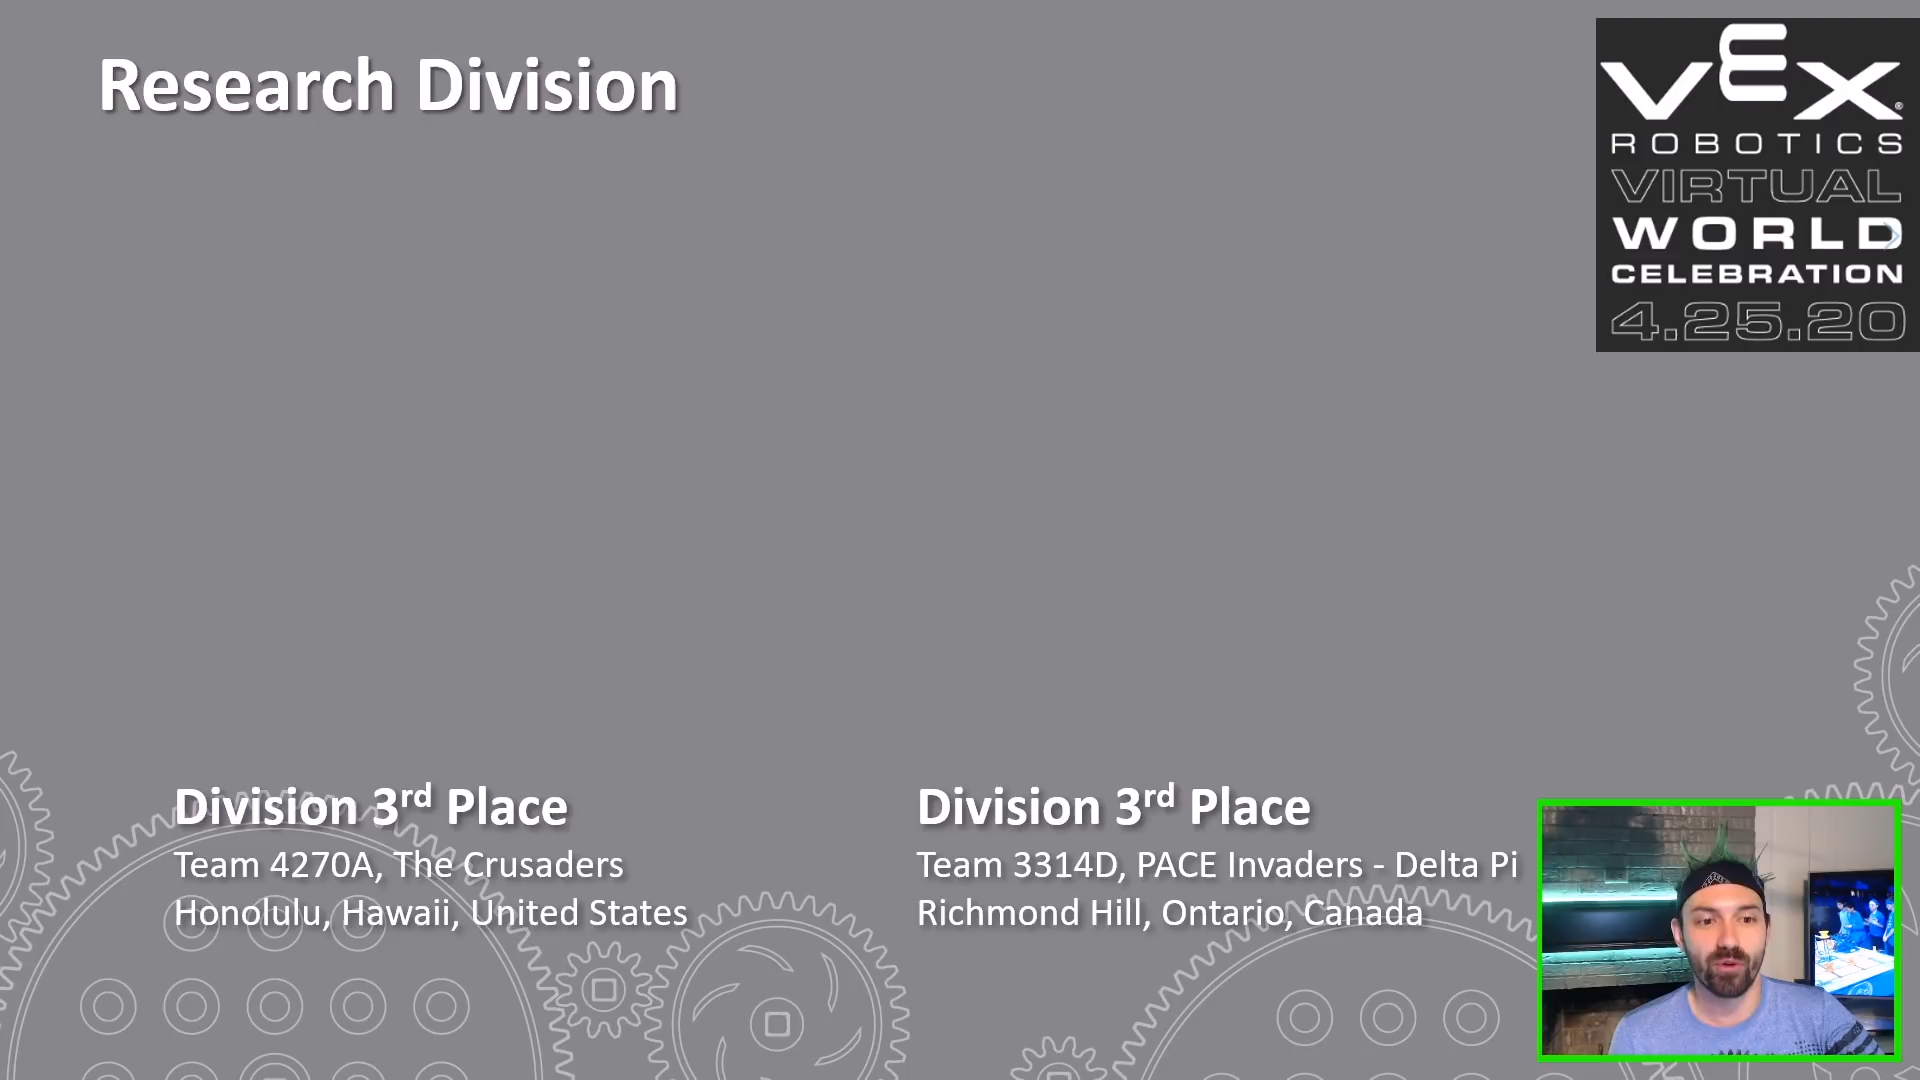 Research Division
VEX
ROBOTICS
VIRTUAL
WORLD
CELEBRATION
4.25.20
Division 3rd Place
Team 4270A, The Crusaders
Honolulu, Hawaii, United States
Division 3rd Place
Team 3314D, PACE Invaders - Delta Pi
Richmond Hill, Ontario, Canada